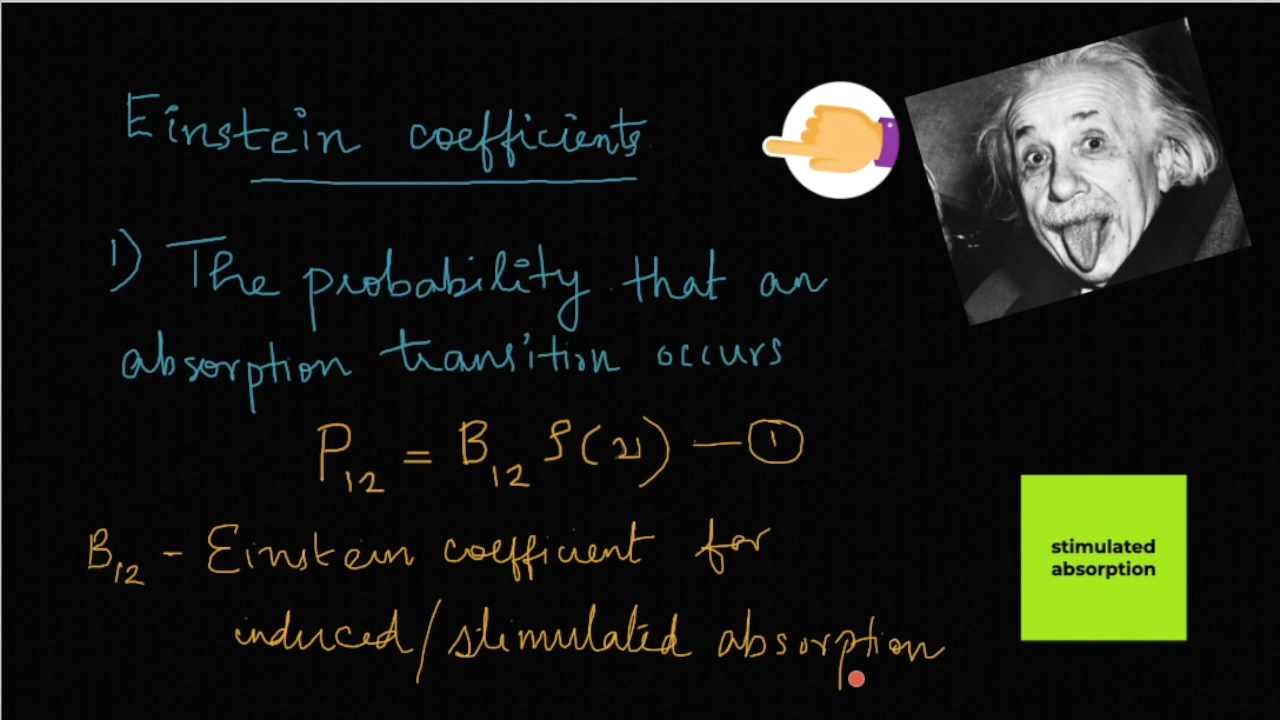 Einstein coefficients
1) The probability that an
absorption transition occurs
P₁₂ = B₁₂ ρ(ν) — ①
B₁₂ - Einstein coefficient for
induced/stimulated absorption
stimulated
absorption